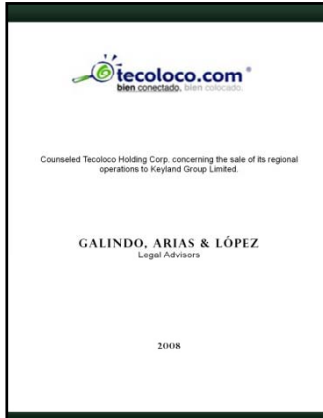 tecoloco.com®
bien conectado, bien colocado.
Counseled Tecoloco Holding Corp. concerning the sale of its regional
operations to Keyland Group Limited.
GALINDO, ARIAS & LÓPEZ
Legal Advisors
2008